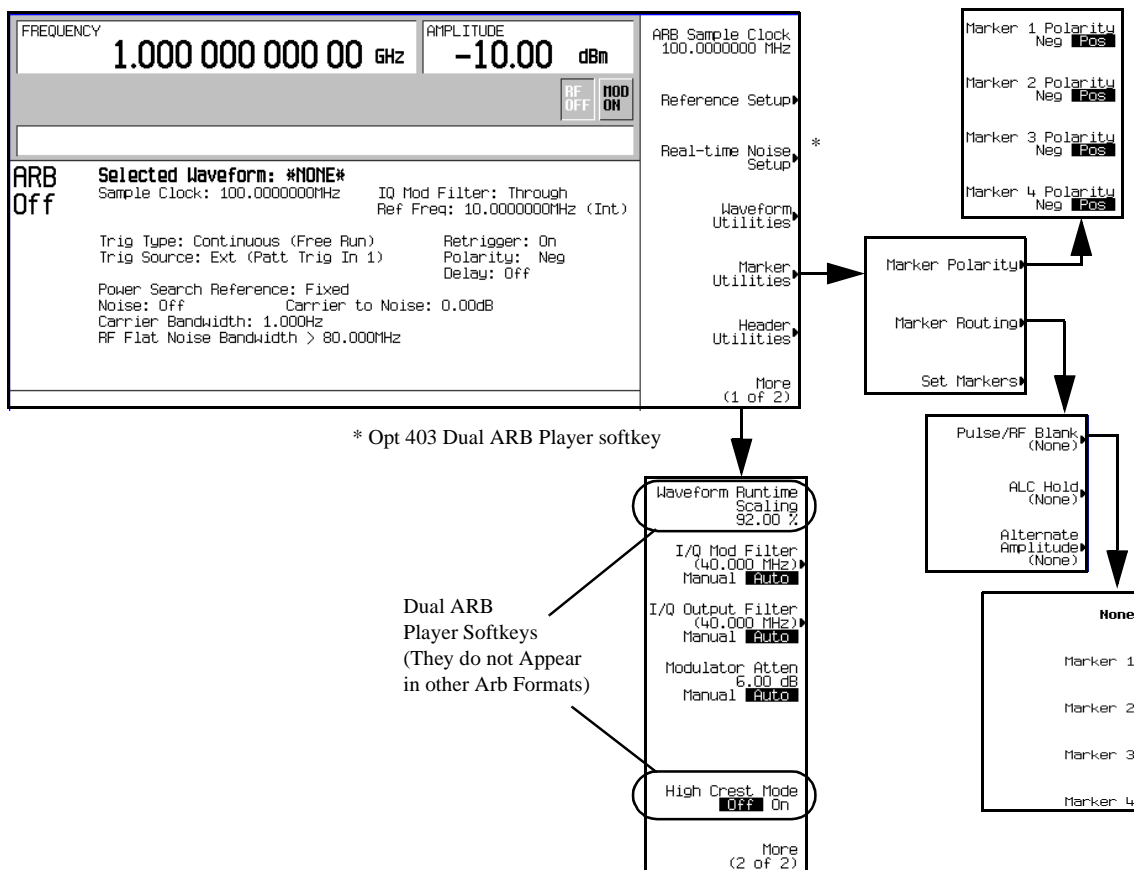 FREQUENCY
1.000 000 000 00 GHz
AMPLITUDE
-10.00 dBm
RF OFF
MOD ON
ARB Off
Selected Waveform: *NONE*
Sample Clock: 100.0000000MHz
IQ Mod Filter: Through
Ref Freq: 10.0000000MHz (Int)
Trig Type: Continuous (Free Run)
Retrigger: On
Trig Source: Ext (Patt Trig In 1)
Polarity: Neg
Delay: Off
Power Search Reference: Fixed
Noise: Off
Carrier to Noise: 0.00dB
Carrier Bandwidth: 1.000Hz
RF Flat Noise Bandwidth > 80.000MHz
ARB Sample Clock
100.0000000 MHz
Reference Setup
Real-time Noise
Setup
*
Waveform
Utilities
Marker
Utilities
Header
Utilities
More
(1 of 2)
* Opt 403 Dual ARB Player softkey
Marker 1 Polarity
Neg Pos
Marker 2 Polarity
Neg Pos
Marker 3 Polarity
Neg Pos
Marker 4 Polarity
Neg Pos
Marker Polarity
Marker Routing
Set Markers
Pulse/RF Blank
(None)
ALC Hold
(None)
Alternate
Amplitude
(None)
None
Marker 1
Marker 2
Marker 3
Marker 4
Waveform Runtime
Scaling
92.00 %
I/Q Mod Filter
(40.000 MHz)
Manual Auto
I/Q Output Filter
(40.000 MHz)
Manual Auto
Modulator Atten
6.00 dB
Manual Auto
High Crest Mode
Off On
More
(2 of 2)
Dual ARB
Player Softkeys
(They do not Appear
in other Arb Formats)